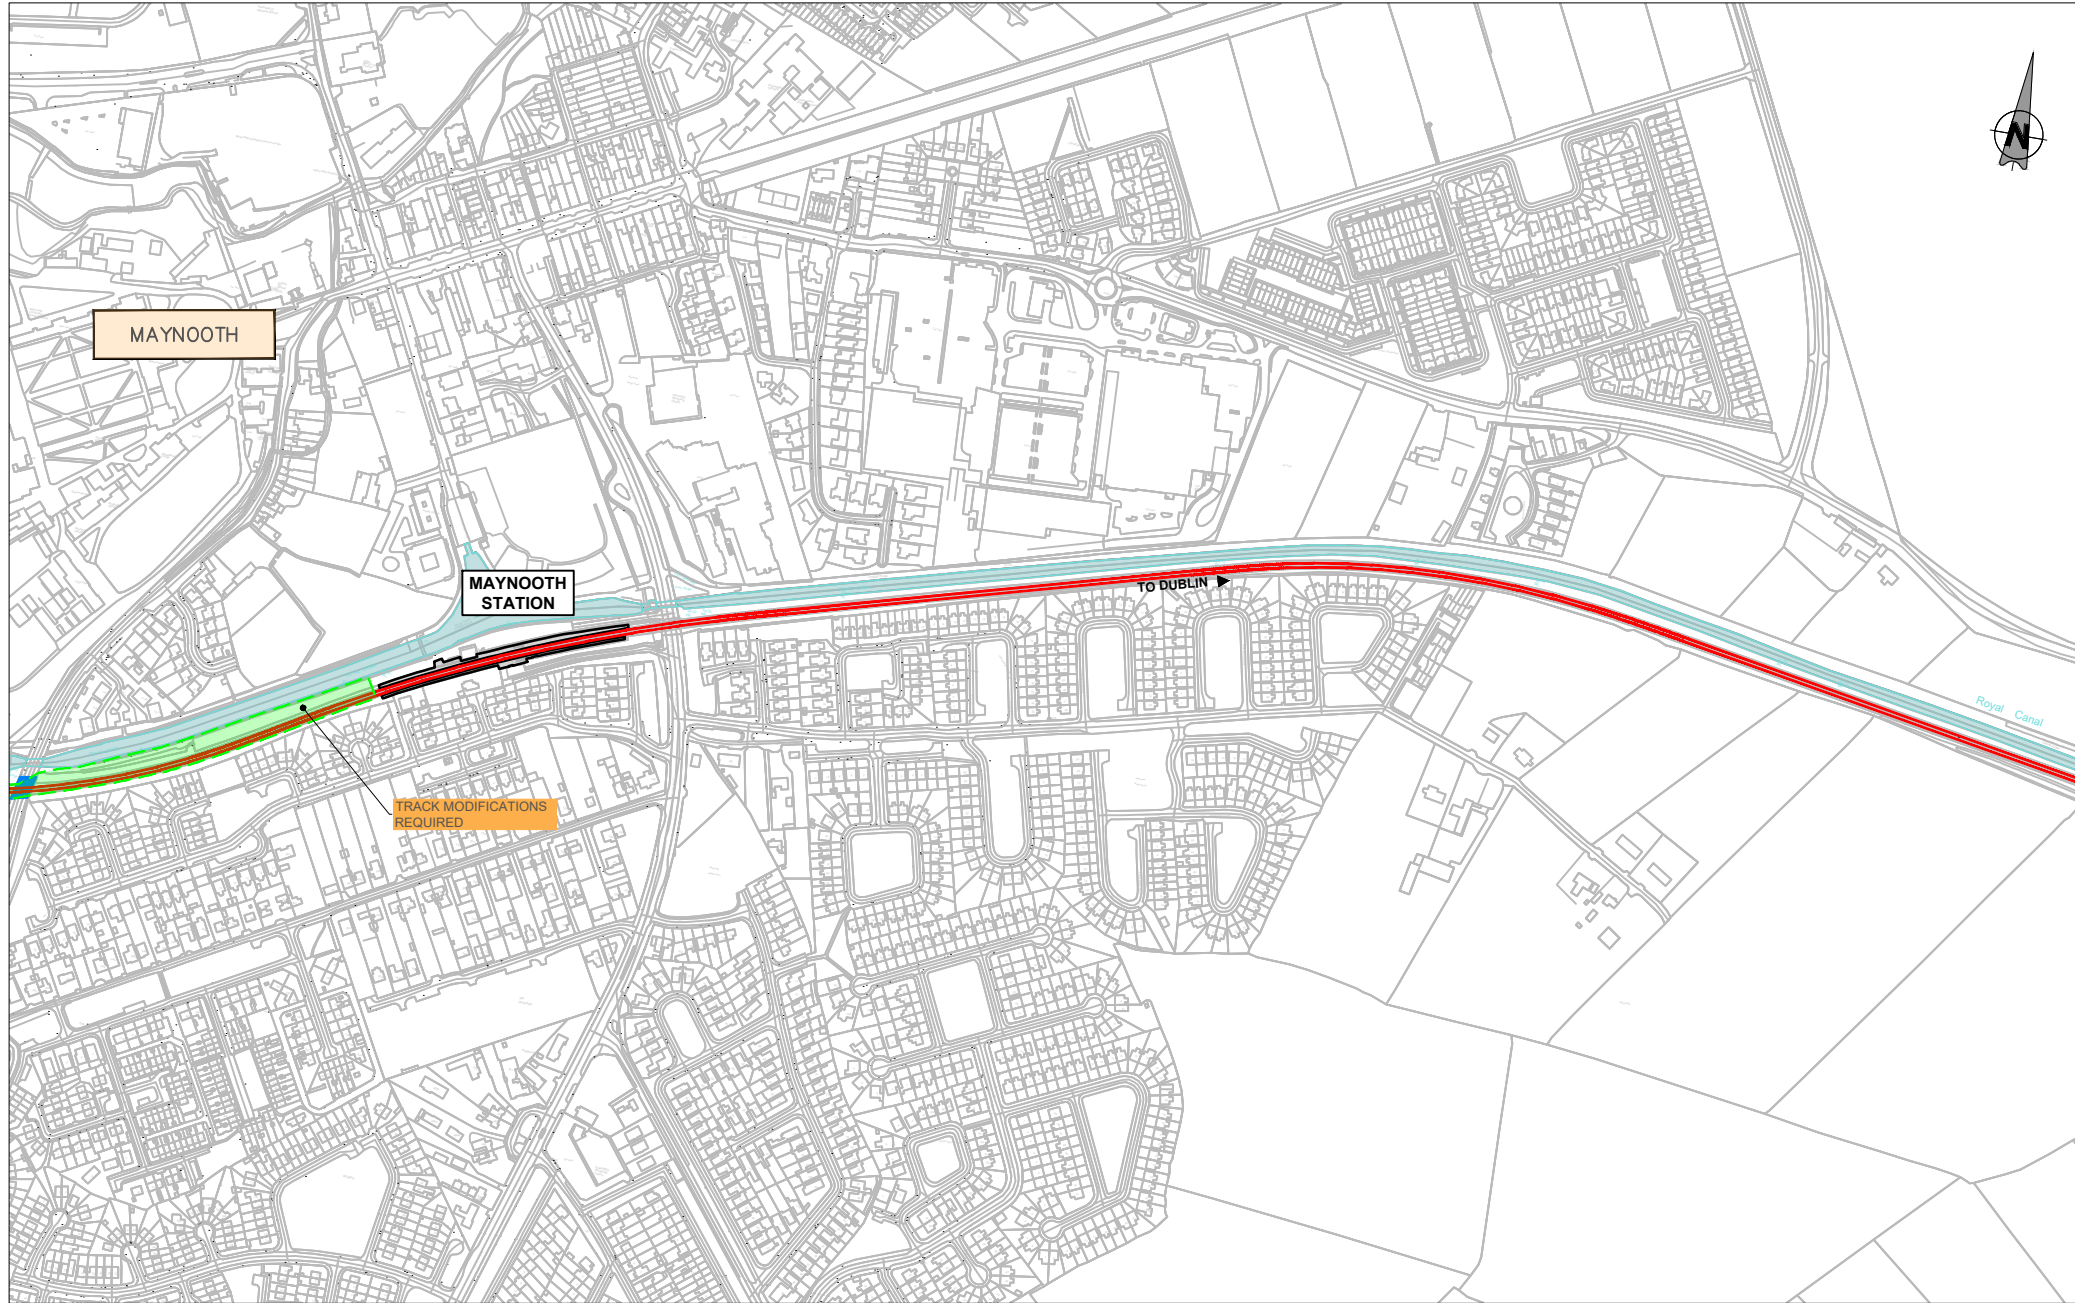 N
MAYNOOTH
MAYNOOTH
STATION
TO DUBLIN
Royal Canal
TRACK MODIFICATIONS
REQUIRED